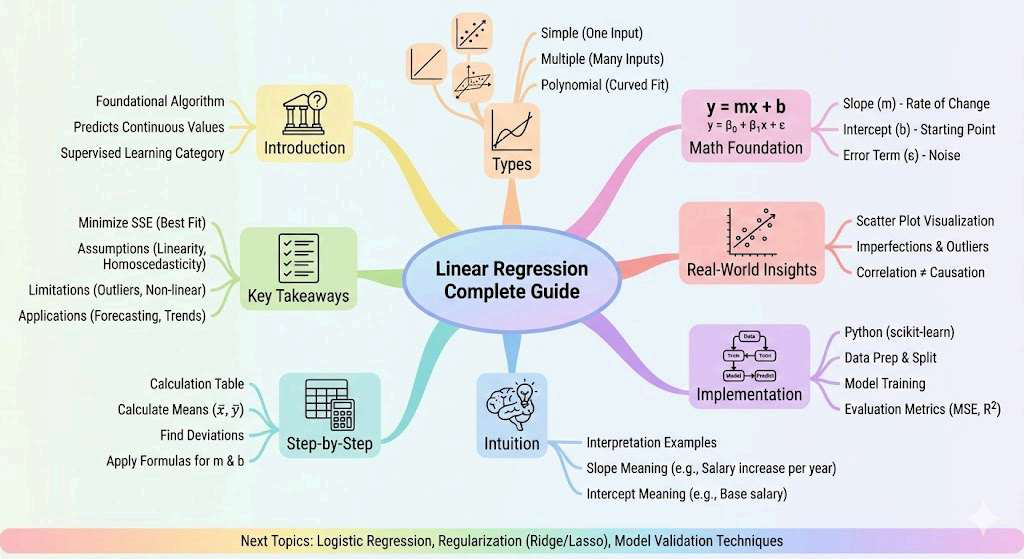 Linear Regression
Complete Guide
Introduction
Foundational Algorithm
Predicts Continuous Values
Supervised Learning Category
Types
Simple (One Input)
Multiple (Many Inputs)
Polynomial (Curved Fit)
y = mx + b
y = β₀ + β₁x + ε
Math Foundation
Slope (m) - Rate of Change
Intercept (b) - Starting Point
Error Term (ε) - Noise
Real-World Insights
Scatter Plot Visualization
Imperfections & Outliers
Correlation ≠ Causation
Data
Train
Model
Predict
Implementation
Python (scikit-learn)
Data Prep & Split
Model Training
Evaluation Metrics (MSE, R²)
Intuition
Interpretation Examples
Slope Meaning (e.g., Salary increase per year)
Intercept Meaning (e.g., Base salary)
Step-by-Step
Calculation Table
Calculate Means (x̄, ȳ)
Find Deviations
Apply Formulas for m & b
Key Takeaways
Minimize SSE (Best Fit)
Assumptions (Linearity,
Homoscedasticity)
Limitations (Outliers, Non-linear)
Applications (Forecasting, Trends)
Next Topics: Logistic Regression, Regularization (Ridge/Lasso), Model Validation Techniques